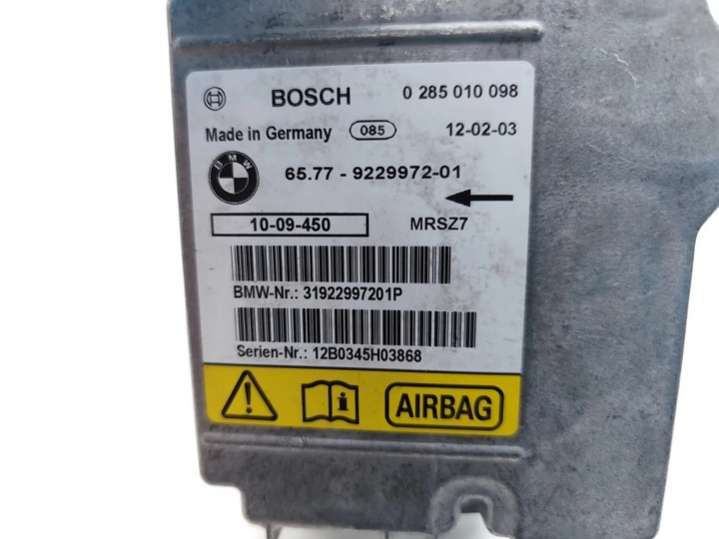 BOSCH 0 285 010 098
Made in Germany 085 12-02-03
BMW 65.77 - 9229972-01
10-09-450 MRSZ7
BMW-Nr.: 31922997201P
Serien-Nr.: 12B0345H03868
AIRBAG